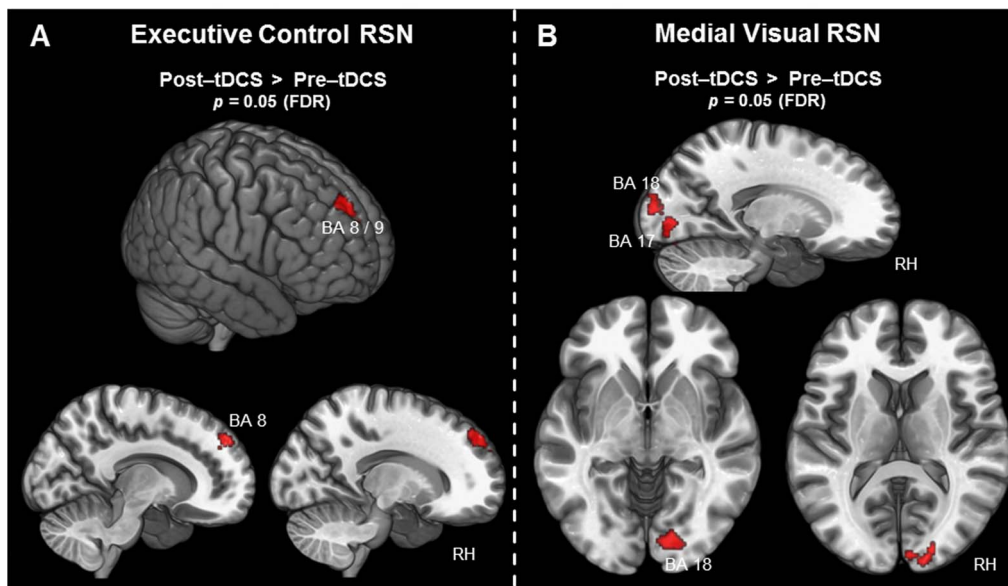 A
Executive Control RSN
Post–tDCS > Pre–tDCS
p = 0.05 (FDR)
BA 8 / 9
BA 8
RH
B
Medial Visual RSN
Post–tDCS > Pre–tDCS
p = 0.05 (FDR)
BA 18
BA 17
RH
BA 18
RH